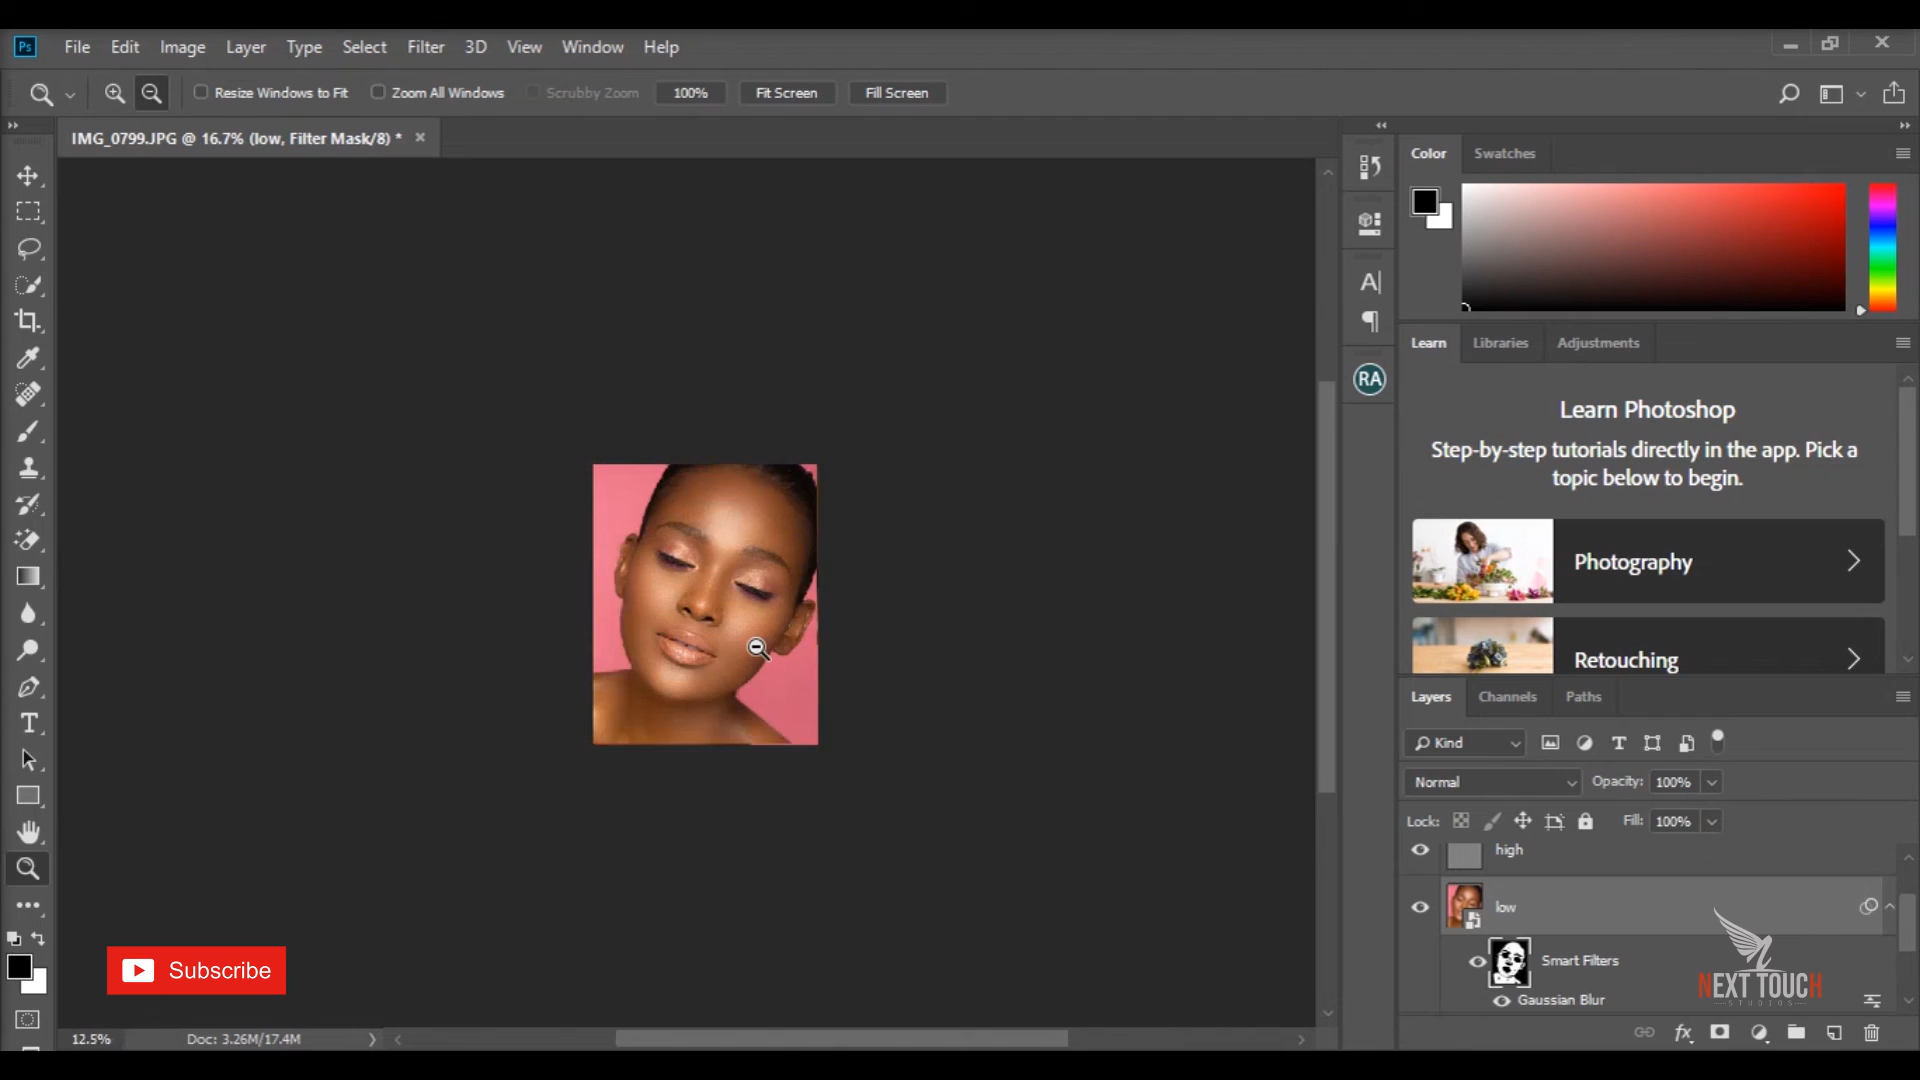 Ps File Edit Image Layer Type Select Filter 3D View Window Help
Resize Windows to Fit Zoom All Windows Scrubby Zoom 100% Fit Screen Fill Screen
IMG_0799.JPG @ 16.7% (low, Filter Mask/8) *
Color Swatches
Learn Libraries Adjustments
RA
Learn Photoshop
Step-by-step tutorials directly in the app. Pick a
topic below to begin.
Photography
Retouching
Layers Channels Paths
Kind
Normal Opacity: 100%
Lock: Fill: 100%
high
low
Smart Filters
Gaussian Blur
Subscribe
NEXT TOUCH
STUDIOS
12.5% Doc: 3.26M/17.4M